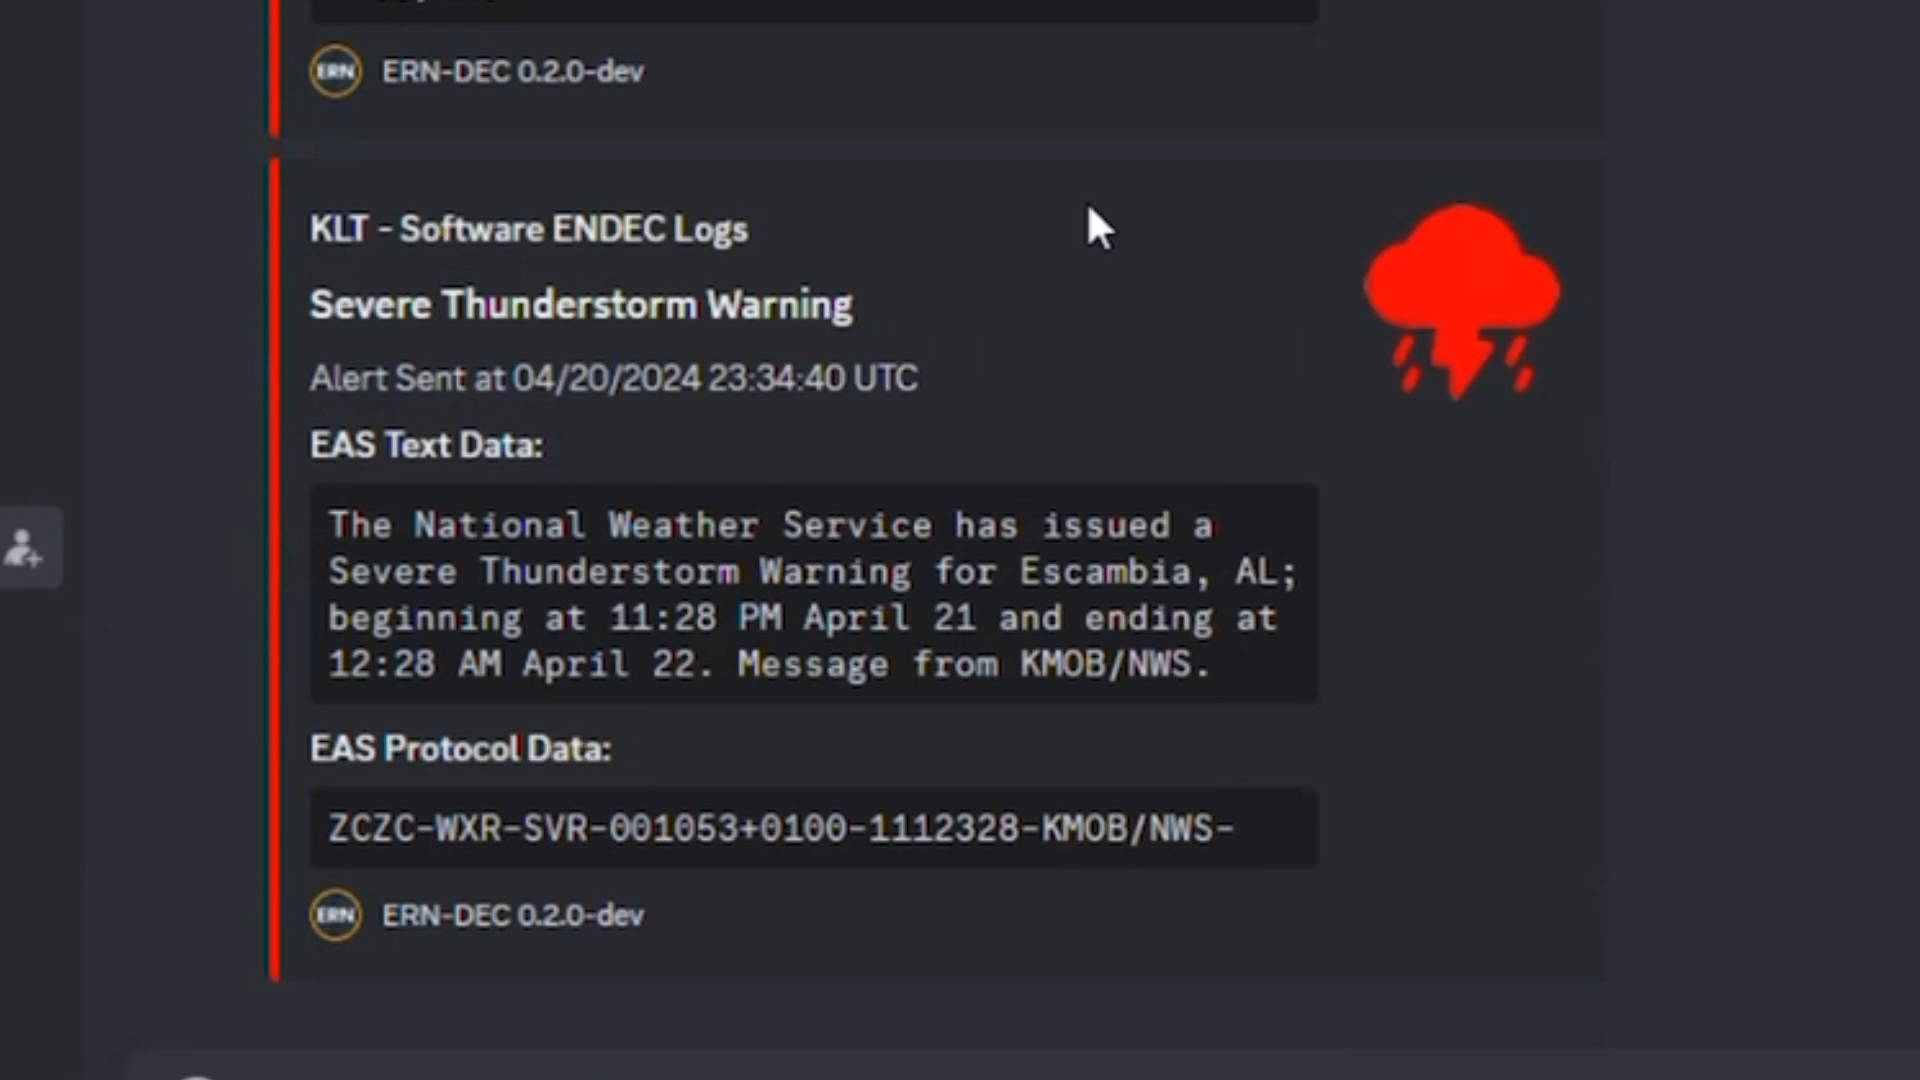 ERN ERN-DEC 0.2.0-dev
KLT - Software ENDEC Logs
Severe Thunderstorm Warning
Alert Sent at 04/20/2024 23:34:40 UTC
EAS Text Data:
The National Weather Service has issued a
Severe Thunderstorm Warning for Escambia, AL;
beginning at 11:28 PM April 21 and ending at
12:28 AM April 22. Message from KMOB/NWS.
EAS Protocol Data:
ZCZC-WXR-SVR-001053+0100-1112328-KMOB/NWS-
ERN ERN-DEC 0.2.0-dev